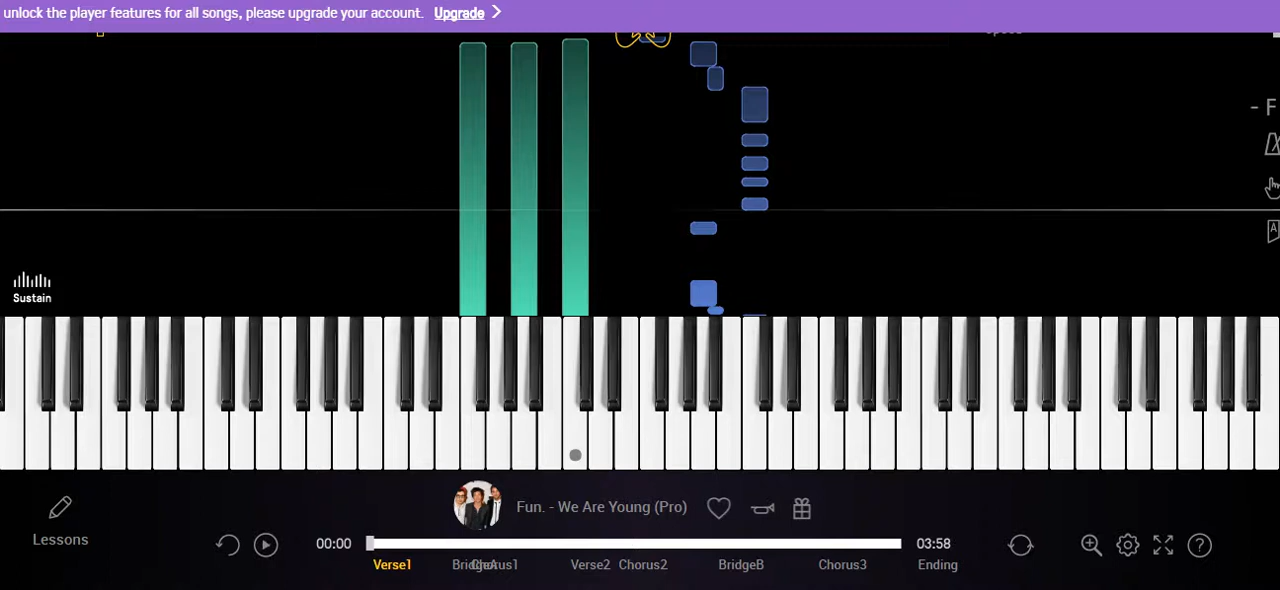 unlock the player features for all songs, please upgrade your account. Upgrade
- F
A
Sustain
Fun. - We Are Young (Pro)
Lessons
00:00
03:58
Verse1
Chorus1
Verse2
Chorus2
BridgeB
Chorus3
Ending